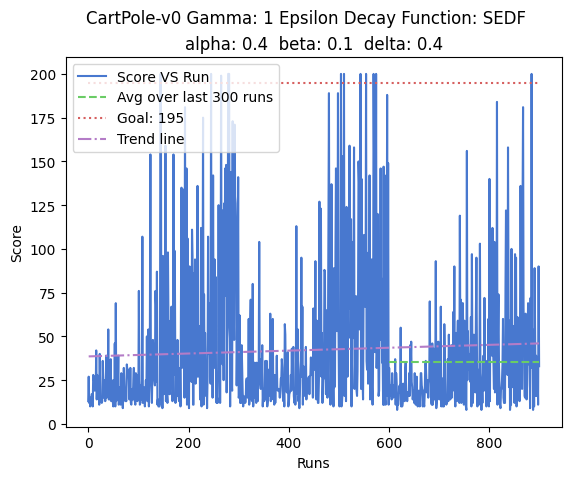 CartPole-v0 Gamma: 1 Epsilon Decay Function: SEDF
alpha: 0.4  beta: 0.1  delta: 0.4
Score VS Run
Avg over last 300 runs
Goal: 195
Trend line
200
175
150
125
100
75
50
25
0
Score
0 200 400 600 800
Runs